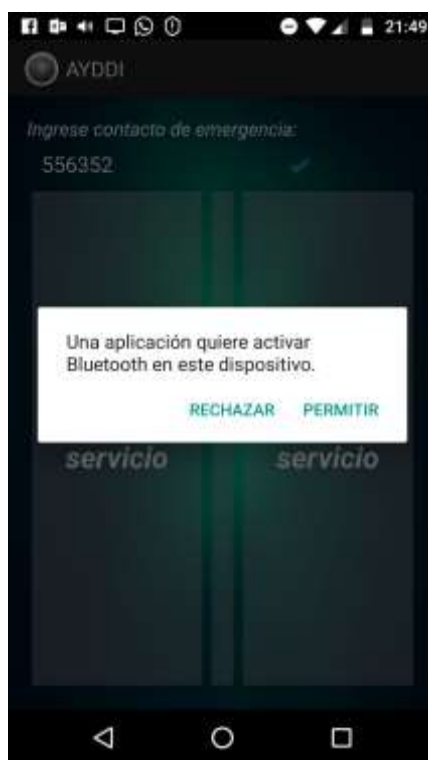 21:49
AYDDI
Ingrese contacto de emergencia:
556352
Una aplicación quiere activar
Bluetooth en este dispositivo.
RECHAZAR PERMITIR
servicio servicio